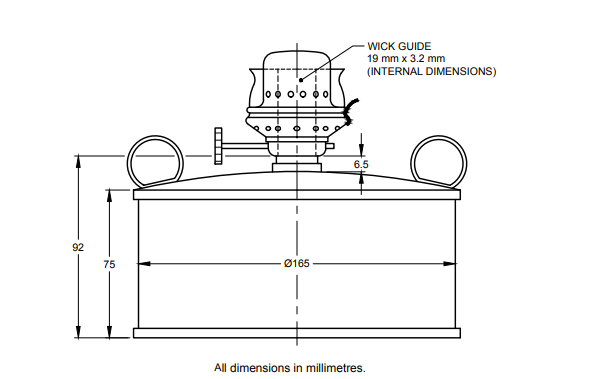 WICK GUIDE
19 mm x 3.2 mm
(INTERNAL DIMENSIONS)
6.5
92
75
Ø165
All dimensions in millimetres.